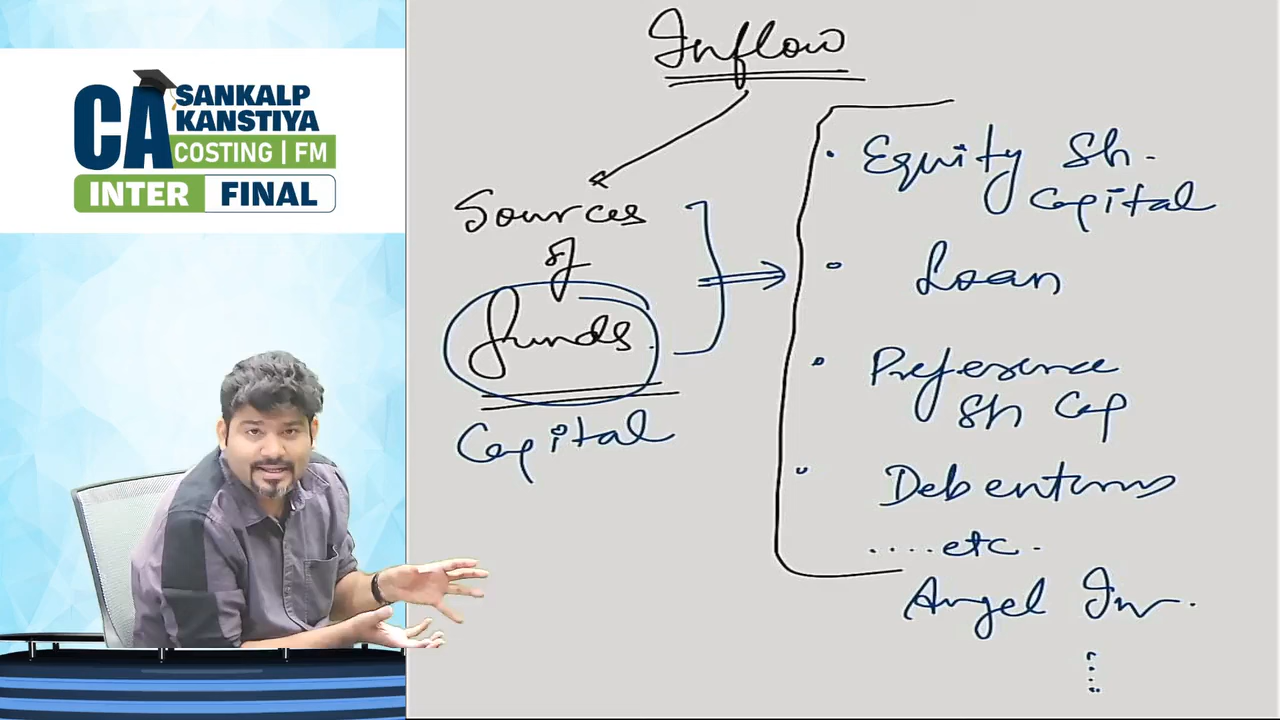 CA SANKALP
KANSTIYA
COSTING | FM
INTER FINAL
Inflow
Sources
of
funds.
Capital
• Equity Sh.
Capital
• Loan
• Preference
Sh Cap
• Debentures
....etc.
Angel Inv.
....